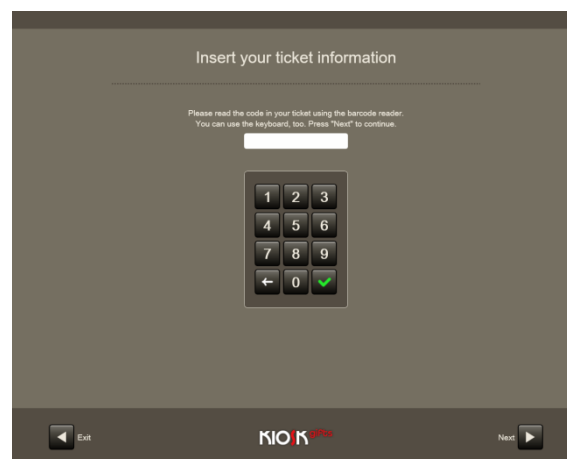 Insert your ticket information
Please read the code in your ticket using the barcode reader.
You can use the keyboard, too. Press "Next" to continue.
1 2 3
4 5 6
7 8 9
0
Exit
Next